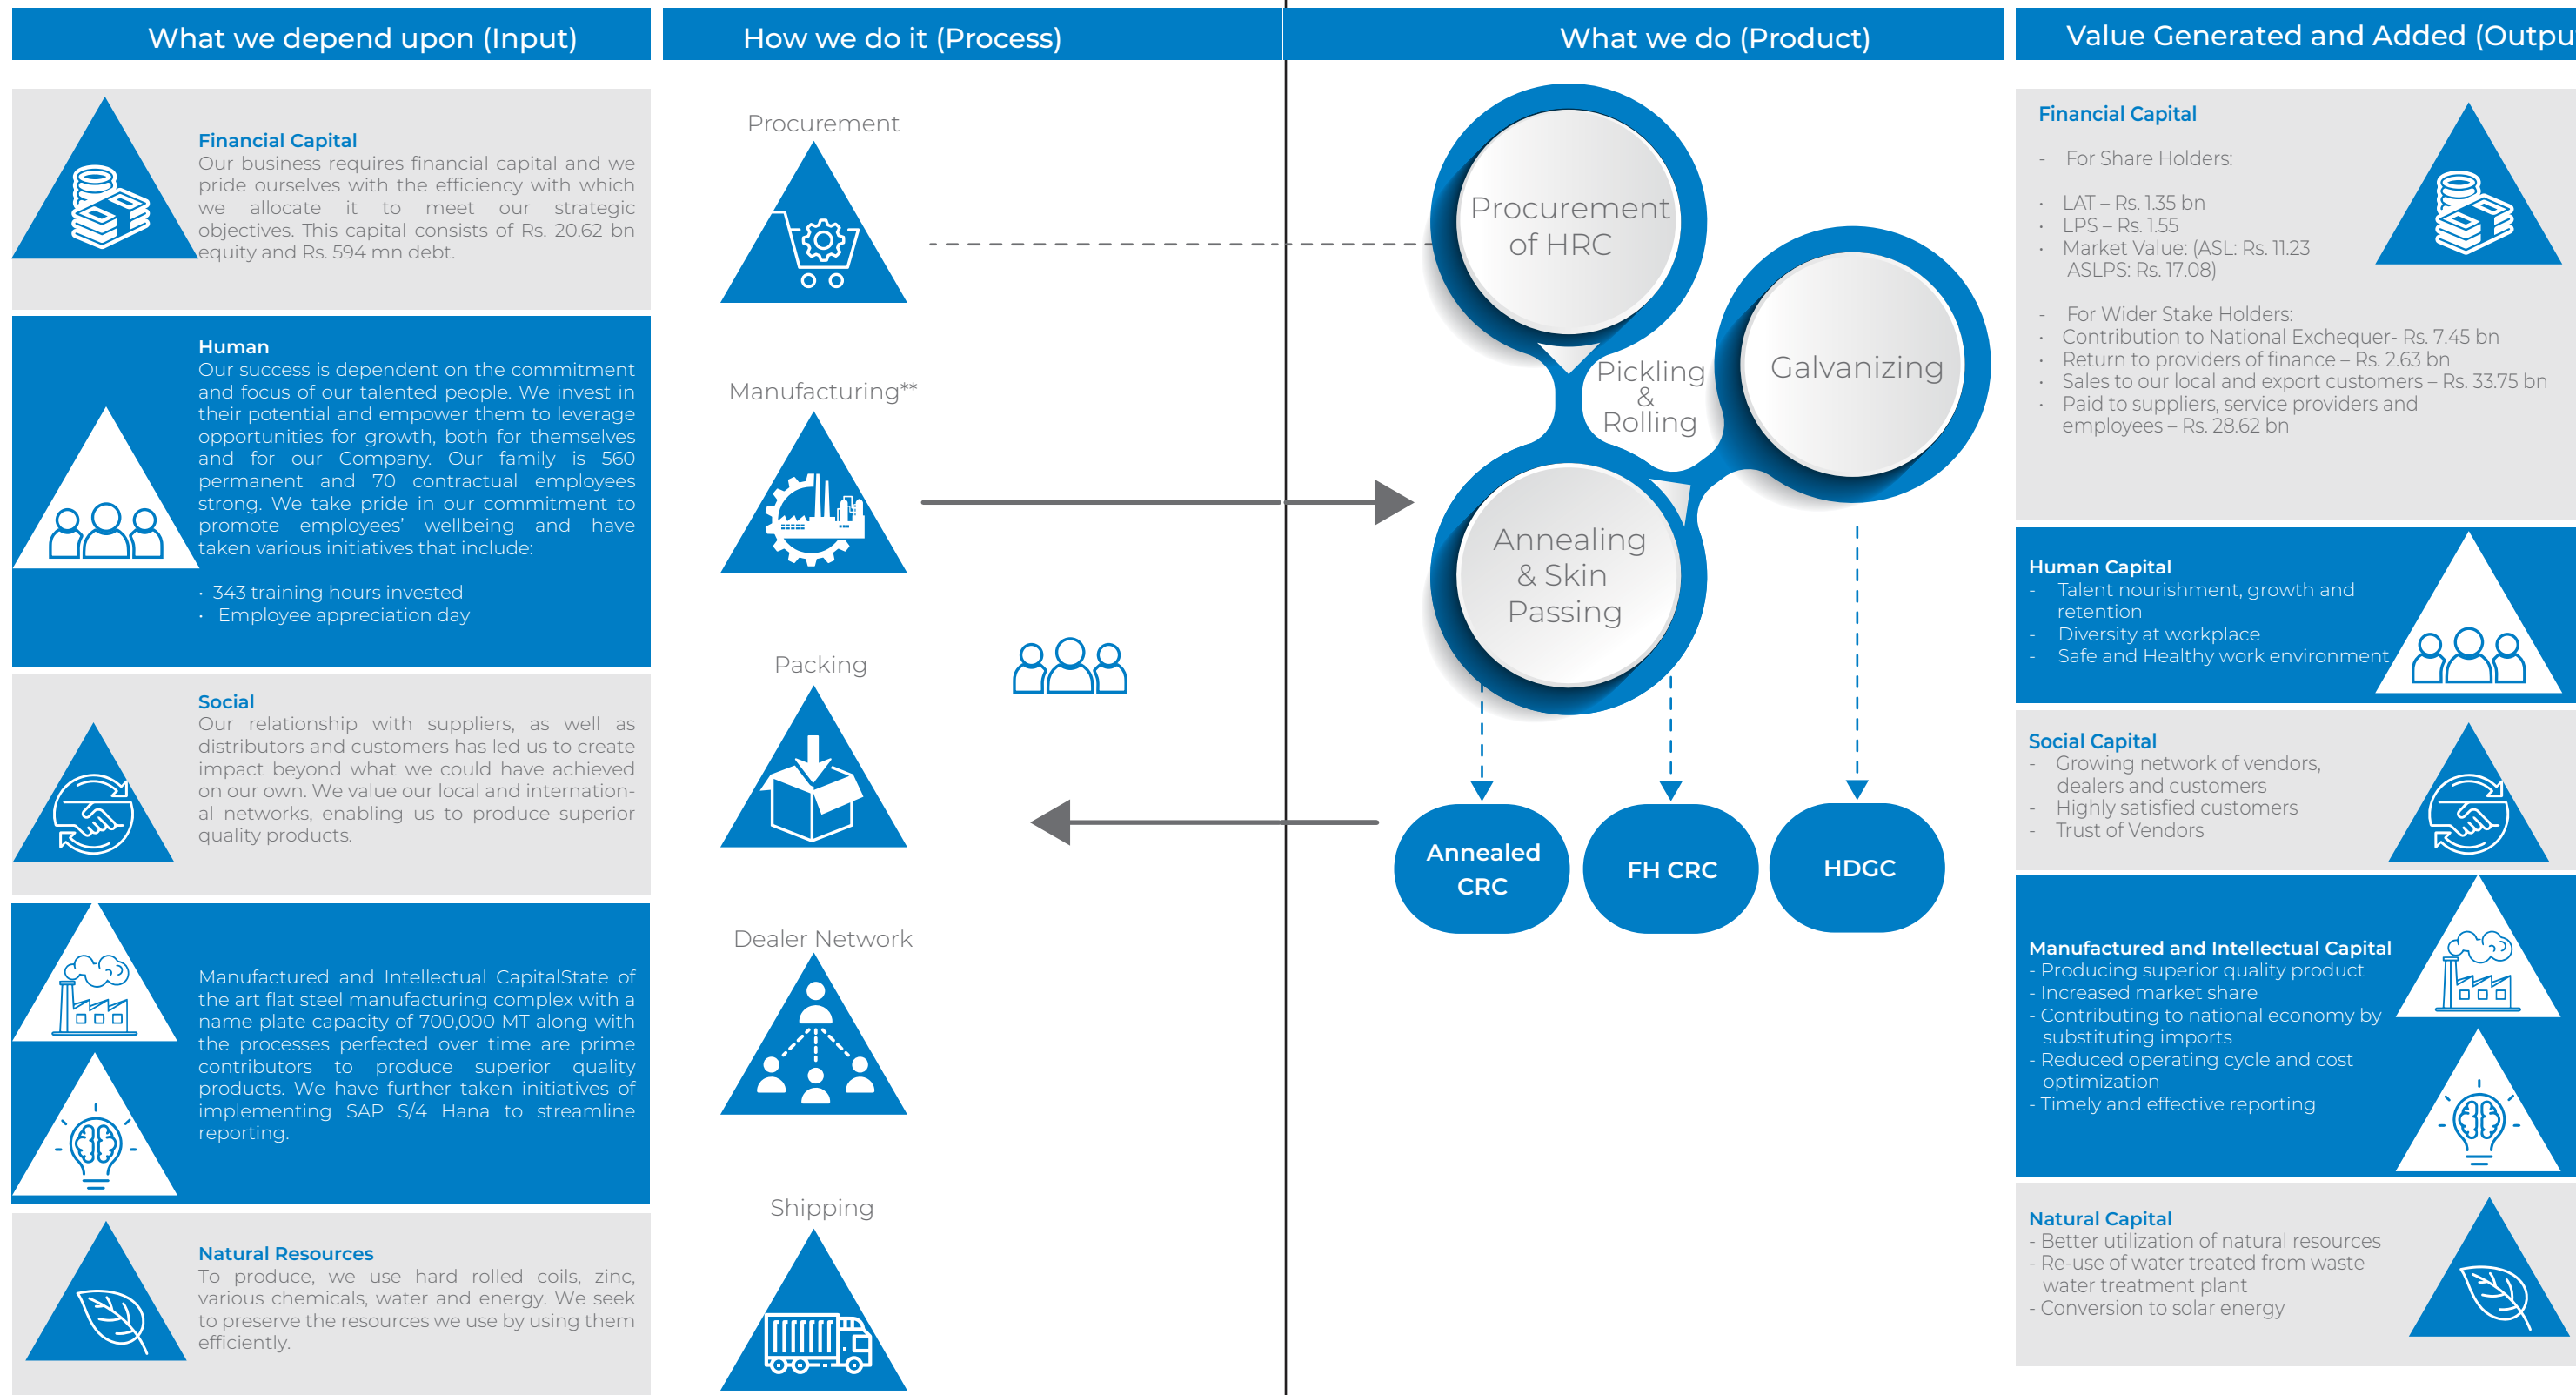 What we depend upon (Input)
Financial Capital
Our business requires financial capital and we
pride ourselves with the efficiency with which
we allocate it to meet our strategic
objectives. This capital consists of Rs. 20.62 bn
equity and Rs. 594 mn debt.
Human
Our success is dependent on the commitment
and focus of our talented people. We invest in
their potential and empower them to leverage
opportunities for growth, both for themselves
and for our Company. Our family is 560
permanent and 70 contractual employees
strong. We take pride in our commitment to
promote employees' wellbeing and have
taken various initiatives that include:
· 343 training hours invested
· Employee appreciation day
Social
Our relationship with suppliers, as well as
distributors and customers has led us to create
impact beyond what we could have achieved
on our own. We value our local and internation-
al networks, enabling us to produce superior
quality products.
Manufactured and Intellectual CapitalState of
the art flat steel manufacturing complex with a
name plate capacity of 700,000 MT along with
the processes perfected over time are prime
contributors to produce superior quality
products. We have further taken initiatives of
implementing SAP S/4 Hana to streamline
reporting.
Natural Resources
To produce, we use hard rolled coils, zinc,
various chemicals, water and energy. We seek
to preserve the resources we use by using them
efficiently.
How we do it (Process)
Procurement
Manufacturing**
Packing
Dealer Network
Shipping
What we do (Product)
Procurement
of HRC
Pickling
&
Rolling
Galvanizing
Annealing
& Skin
Passing
Annealed
CRC
FH CRC
HDGC
Value Generated and Added (Outpu
Financial Capital
- For Share Holders:
· LAT – Rs. 1.35 bn
· LPS – Rs. 1.55
· Market Value: (ASL: Rs. 11.23
ASLPS: Rs. 17.08)
- For Wider Stake Holders:
· Contribution to National Exchequer- Rs. 7.45 bn
· Return to providers of finance – Rs. 2.63 bn
· Sales to our local and export customers – Rs. 33.75 bn
· Paid to suppliers, service providers and
employees – Rs. 28.62 bn
Human Capital
- Talent nourishment, growth and
retention
- Diversity at workplace
- Safe and Healthy work environment
Social Capital
- Growing network of vendors,
dealers and customers
- Highly satisfied customers
- Trust of Vendors
Manufactured and Intellectual Capital
- Producing superior quality product
- Increased market share
- Contributing to national economy by
substituting imports
- Reduced operating cycle and cost
optimization
- Timely and effective reporting
Natural Capital
- Better utilization of natural resources
- Re-use of water treated from waste
water treatment plant
- Conversion to solar energy